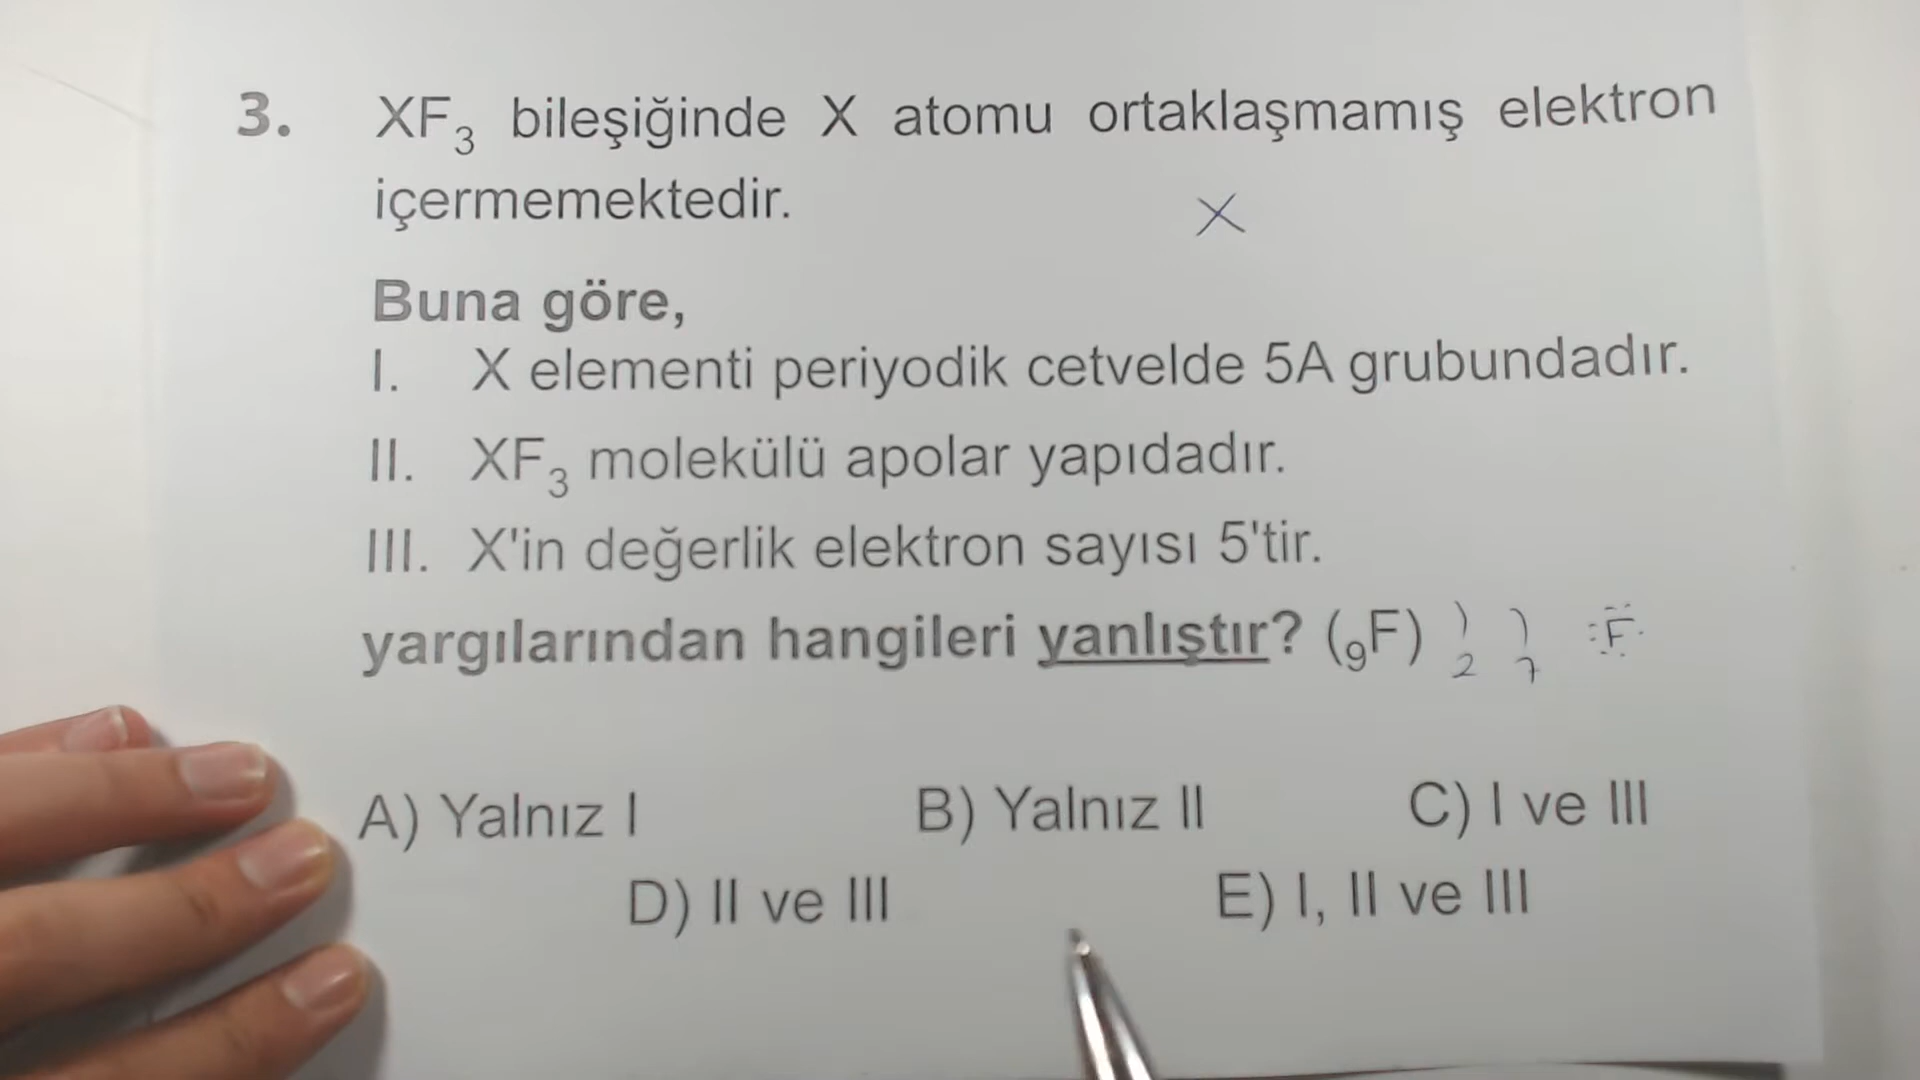 3. XF₃ bileşiğinde X atomu ortaklaşmamış elektron
içermemektedir.
X
Buna göre,
I. X elementi periyodik cetvelde 5A grubundadır.
II. XF₃ molekülü apolar yapıdadır.
III. X'in değerlik elektron sayısı 5'tir.
yargılarından hangileri yanlıştır? (₉F) ) ) :F:
2 7
A) Yalnız I B) Yalnız II C) I ve III
D) II ve III E) I, II ve III